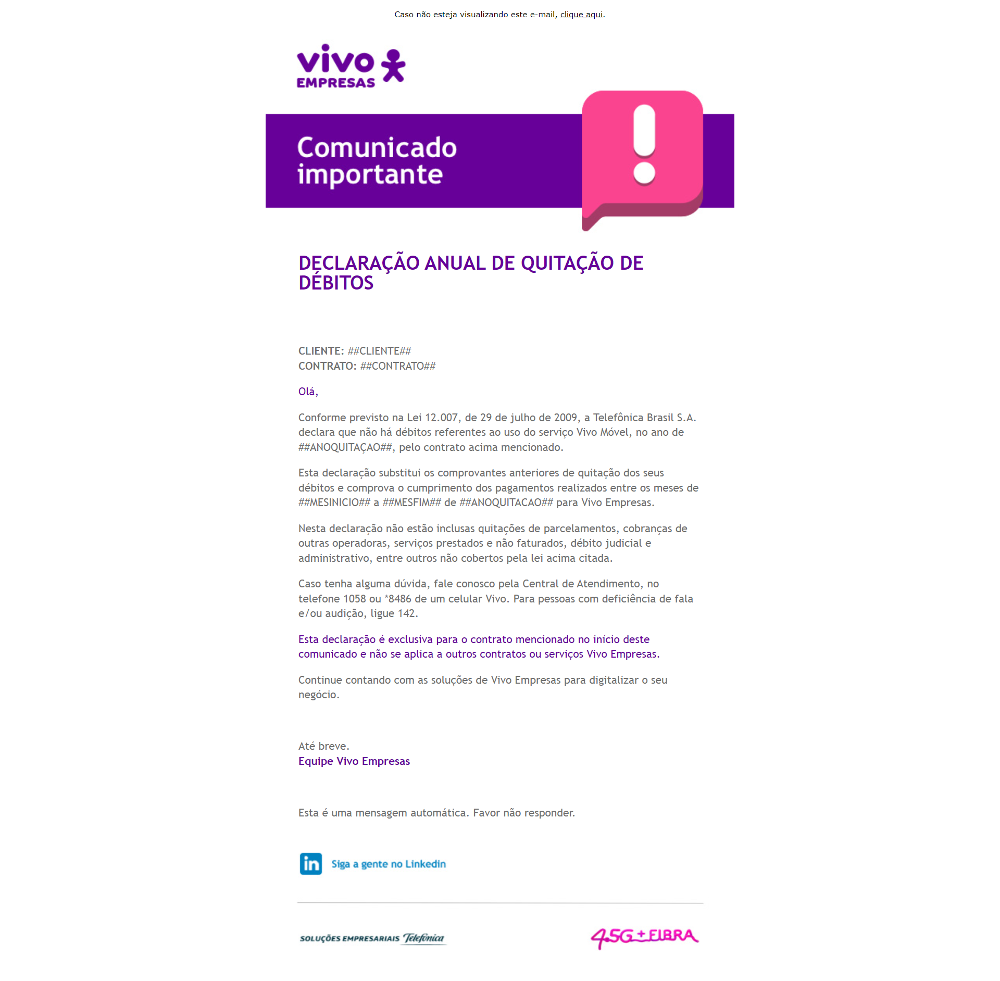 Caso não esteja visualizando este e-mail, clique aqui.
vivo
EMPRESAS
Comunicado
importante
DECLARAÇÃO ANUAL DE QUITAÇÃO DE
DÉBITOS
CLIENTE: ##CLIENTE##
CONTRATO: ##CONTRATO##
Olá,
Conforme previsto na Lei 12.007, de 29 de julho de 2009, a Telefônica Brasil S.A.
declara que não há débitos referentes ao uso do serviço Vivo Móvel, no ano de
##ANOQUITAÇAO##, pelo contrato acima mencionado.
Esta declaração substitui os comprovantes anteriores de quitação dos seus
débitos e comprova o cumprimento dos pagamentos realizados entre os meses de
##MESINICIO## a ##MESFIM## de ##ANOQUITACAO## para Vivo Empresas.
Nesta declaração não estão inclusas quitações de parcelamentos, cobranças de
outras operadoras, serviços prestados e não faturados, débito judicial e
administrativo, entre outros não cobertos pela lei acima citada.
Caso tenha alguma dúvida, fale conosco pela Central de Atendimento, no
telefone 1058 ou *8486 de um celular Vivo. Para pessoas com deficiência de fala
e/ou audição, ligue 142.
Esta declaração é exclusiva para o contrato mencionado no início deste
comunicado e não se aplica a outros contratos ou serviços Vivo Empresas.
Continue contando com as soluções de Vivo Empresas para digitalizar o seu
negócio.
Até breve.
Equipe Vivo Empresas
Esta é uma mensagem automática. Favor não responder.
in Siga a gente no Linkedin
SOLUÇÕES EMPRESARIAIS Telefónica
4.5G + FIBRA